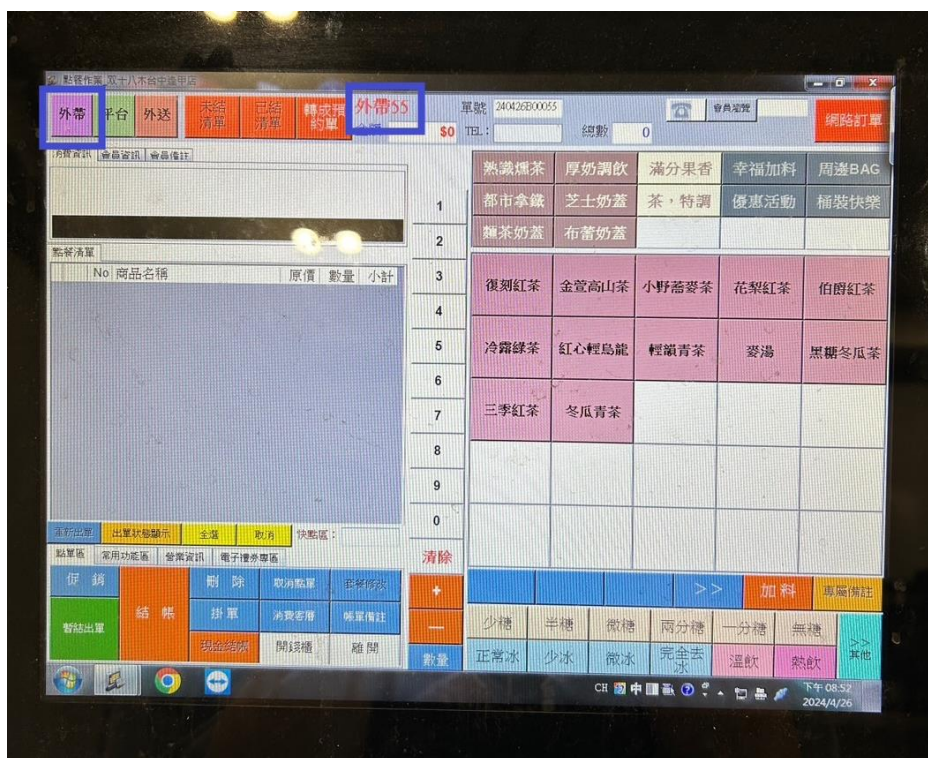 點餐作業 双十八木台中逢甲店
外帶 平台 外送 未結清單 已結清單 轉成預約單 外帶55 單號 240426B00055 會員瀏覽 網路訂單
$0 TEL: 總數 0
消費資訊 會員資訊 會員備註
熟識燻茶 厚奶調飲 滿分果香 幸福加料 周邊BAG
都市拿鐵 芝士奶蓋 茶，特調 優惠活動 桶裝快樂
麵茶奶蓋 布蕾奶蓋
點餐清單
No 商品名稱 原價 數量 小計
1
2
3
4
5
6
7
8
9
0
清除
+
—
數量
復刻紅茶 金萱高山茶 小野蕎麥茶 花梨紅茶 伯爵紅茶
冷露綠茶 紅心輕烏龍 輕韻青茶 麥湯 黑糖冬瓜茶
三季紅茶 冬瓜青茶
重新出單 出單狀態顯示 全選 取消 快點區：
點單區 常用功能區 營業資訊 電子禮券專區
促銷 結帳 刪除 取消點單 套餐修改
暫結出單 掛單 消費客層 帳單備註
現金結帳 開錢櫃 離開
>> 加料 專屬備註
少糖 半糖 微糖 兩分糖 一分糖 無糖 >>其他
正常冰 少冰 微冰 完全去冰 溫飲 熱飲
CH 中 下午 08:52
2024/4/26